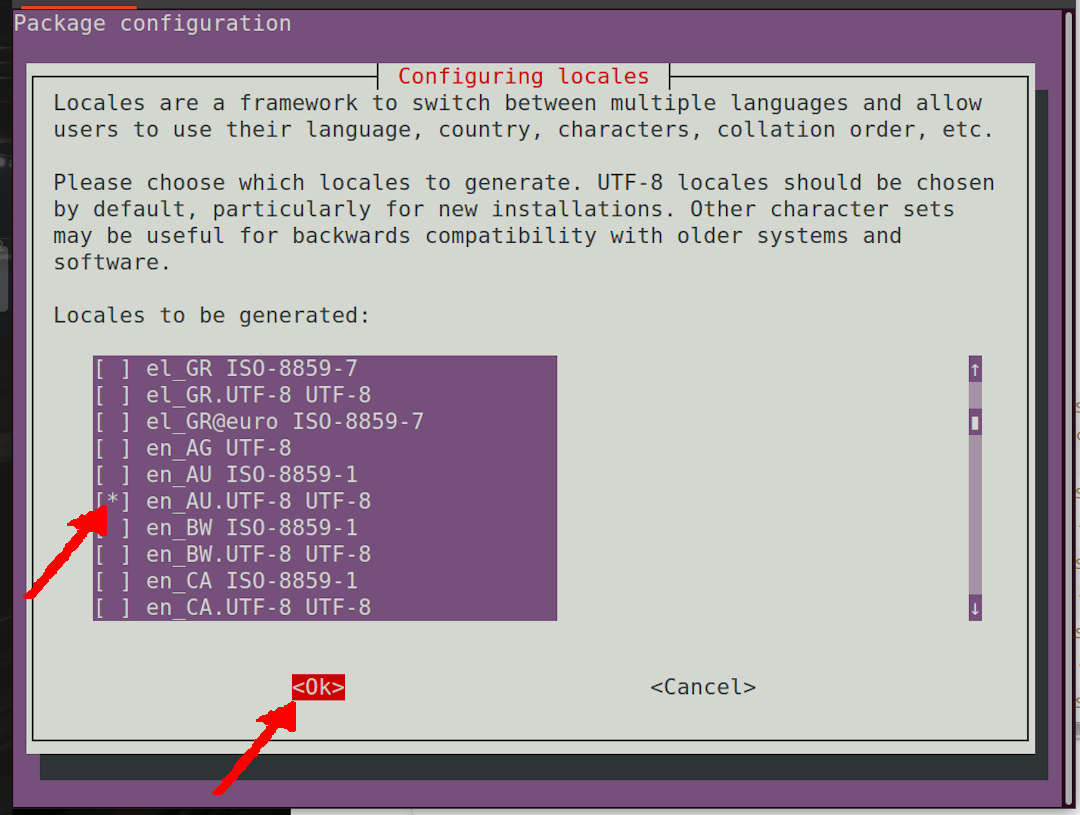 Package configuration
Configuring locales
Locales are a framework to switch between multiple languages and allow
users to use their language, country, characters, collation order, etc.
Please choose which locales to generate. UTF-8 locales should be chosen
by default, particularly for new installations. Other character sets
may be useful for backwards compatibility with older systems and
software.
Locales to be generated:
[ ] el_GR ISO-8859-7
[ ] el_GR.UTF-8 UTF-8
[ ] el_GR@euro ISO-8859-7
[ ] en_AG UTF-8
[ ] en_AU ISO-8859-1
[*] en_AU.UTF-8 UTF-8
[ ] en_BW ISO-8859-1
[ ] en_BW.UTF-8 UTF-8
[ ] en_CA ISO-8859-1
[ ] en_CA.UTF-8 UTF-8
<Ok> <Cancel>